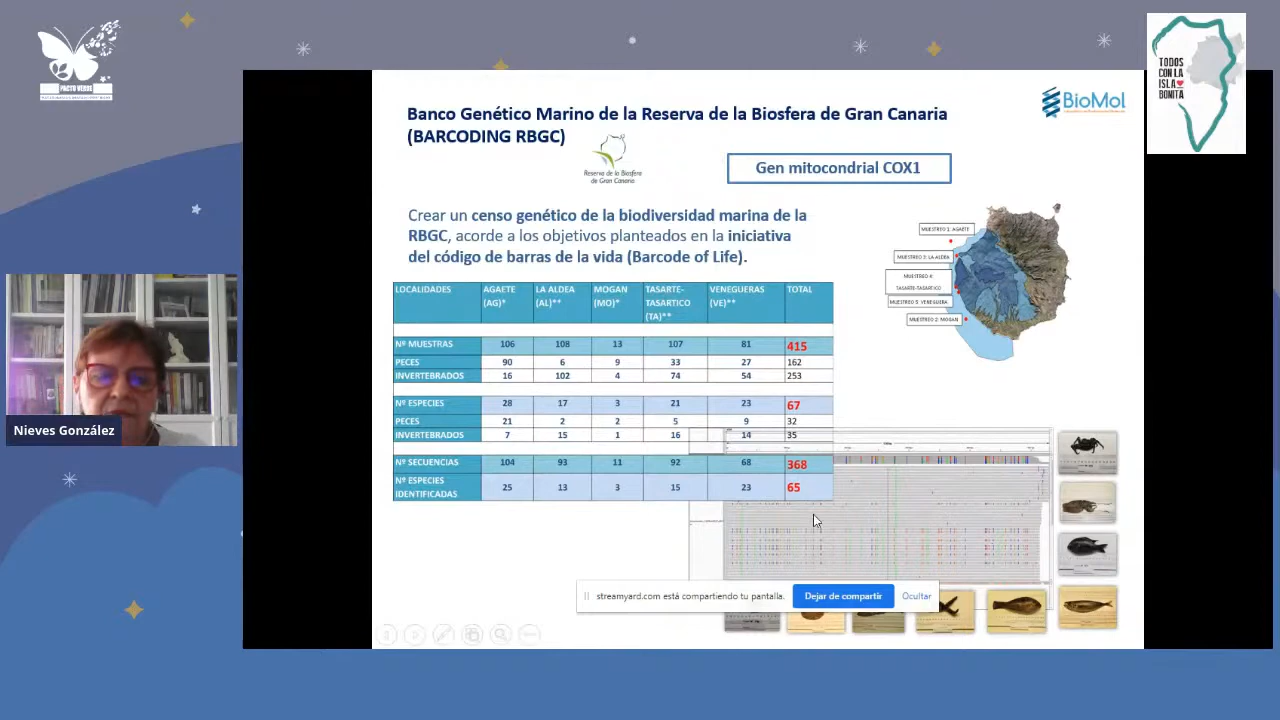 PACTO VERDE
TODOS
CON LA
ISLA
BONITA
BioMol
Banco Genético Marino de la Reserva de la Biosfera de Gran Canaria
(BARCODING RBGC)
Reserva de la Biosfera
de Gran Canaria
Gen mitocondrial COX1
Crear un censo genético de la biodiversidad marina de la
RBGC, acorde a los objetivos planteados en la iniciativa
del código de barras de la vida (Barcode of Life).
MUESTREO 1: AGAETE
MUESTREO 3: LA ALDEA
MUESTREO 4:
TASARTE-TASARTICO
MUESTREO 5: VENEGUERA
MUESTREO 2: MOGAN
LOCALIDADES AGAETE (AG)* LA ALDEA (AL)** MOGAN (MO)* TASARTE-TASARTICO (TA)** VENEGUERAS (VE)** TOTAL
Nº MUESTRAS 106 108 13 107 81 415
PECES 90 6 9 33 27 162
INVERTEBRADOS 16 102 4 74 54 253
Nº ESPECIES 28 17 3 21 23 67
PECES 21 2 2 5 9 32
INVERTEBRADOS 7 15 1 16 14 35
Nº SECUENCIAS 104 93 11 92 68 368
Nº ESPECIES IDENTIFICADAS 25 13 3 15 23 65
Nieves González
streamyard.com está compartiendo tu pantalla.
Dejar de compartir
Ocultar